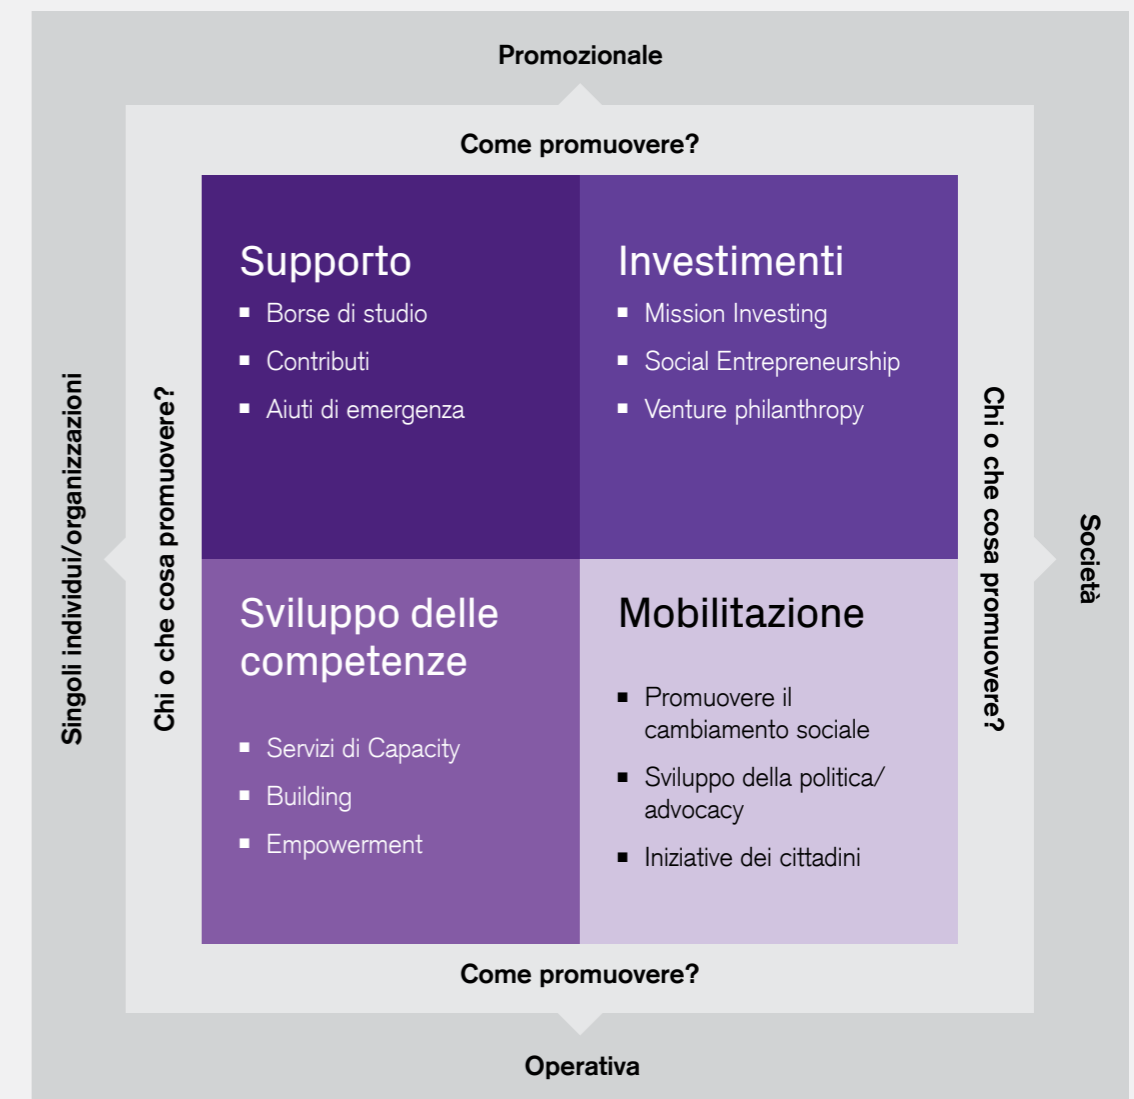 Promozionale
Come promuovere?
Singoli individui/organizzazioni
Chi o che cosa promuovere?
Supporto
▪ Borse di studio
▪ Contributi
▪ Aiuti di emergenza
Investimenti
▪ Mission Investing
▪ Social Entrepreneurship
▪ Venture philanthropy
Sviluppo delle
competenze
▪ Servizi di Capacity
▪ Building
▪ Empowerment
Mobilitazione
▪ Promuovere il
cambiamento sociale
▪ Sviluppo della politica/
advocacy
▪ Iniziative dei cittadini
Chi o che cosa promuovere?
Società
Come promuovere?
Operativa